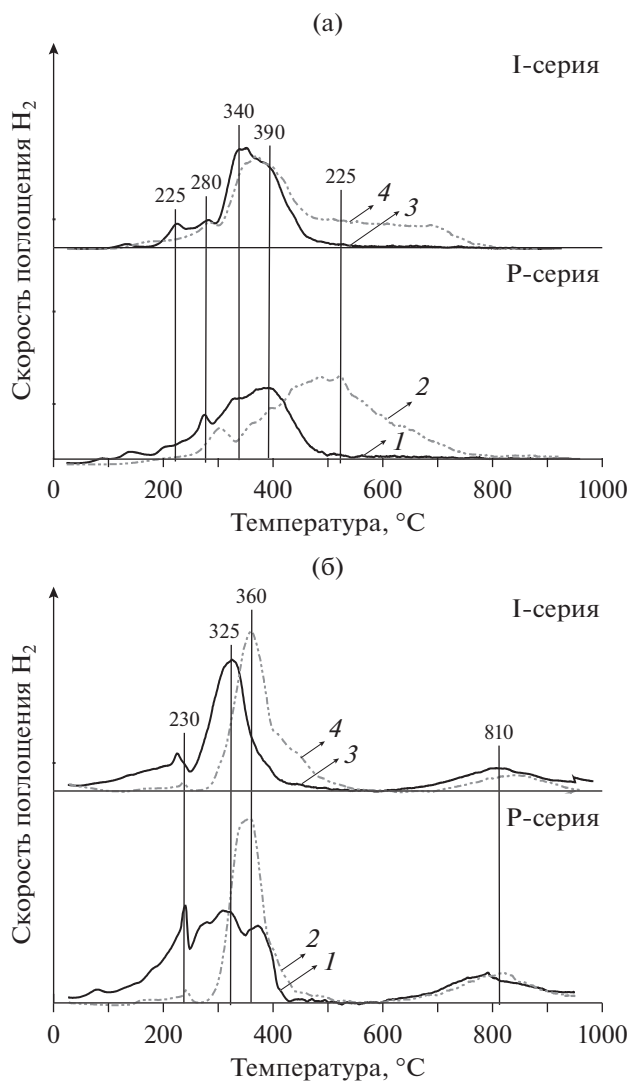 (а)
I-серия
Скорость поглощения H2
340
390
225
280
225
4
3
P-серия
2
1
0
200
400
600
800
1000
Температура, °C
(б)
I-серия
Скорость поглощения H2
360
325
230
810
4
3
P-серия
2
1
0
200
400
600
800
1000
Температура, °C